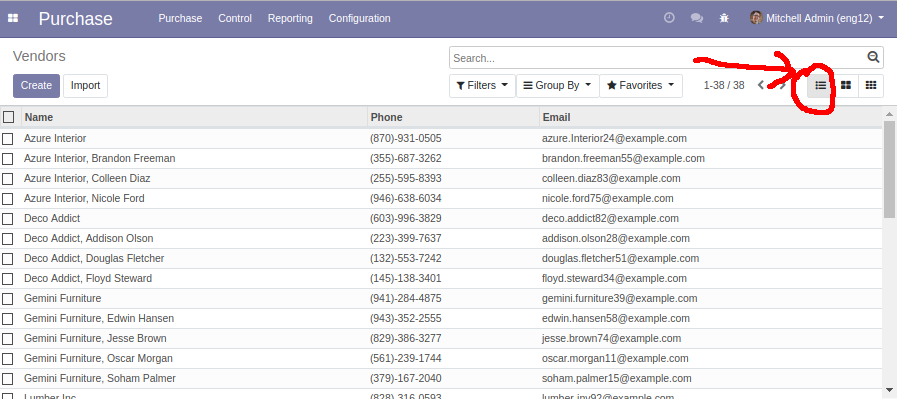 Purchase Purchase Control Reporting Configuration Mitchell Admin (eng12)
Vendors Search...
Create Import Filters Group By Favorites 1-38 / 38
Name Phone Email
Azure Interior (870)-931-0505 azure.Interior24@example.com
Azure Interior, Brandon Freeman (355)-687-3262 brandon.freeman55@example.com
Azure Interior, Colleen Diaz (255)-595-8393 colleen.diaz83@example.com
Azure Interior, Nicole Ford (946)-638-6034 nicole.ford75@example.com
Deco Addict (603)-996-3829 deco.addict82@example.com
Deco Addict, Addison Olson (223)-399-7637 addison.olson28@example.com
Deco Addict, Douglas Fletcher (132)-553-7242 douglas.fletcher51@example.com
Deco Addict, Floyd Steward (145)-138-3401 floyd.steward34@example.com
Gemini Furniture (941)-284-4875 gemini.furniture39@example.com
Gemini Furniture, Edwin Hansen (943)-352-2555 edwin.hansen58@example.com
Gemini Furniture, Jesse Brown (829)-386-3277 jesse.brown74@example.com
Gemini Furniture, Oscar Morgan (561)-239-1744 oscar.morgan11@example.com
Gemini Furniture, Soham Palmer (379)-167-2040 soham.palmer15@example.com
Lumber Inc (828)-316-0593 lumber.inv92@example.com